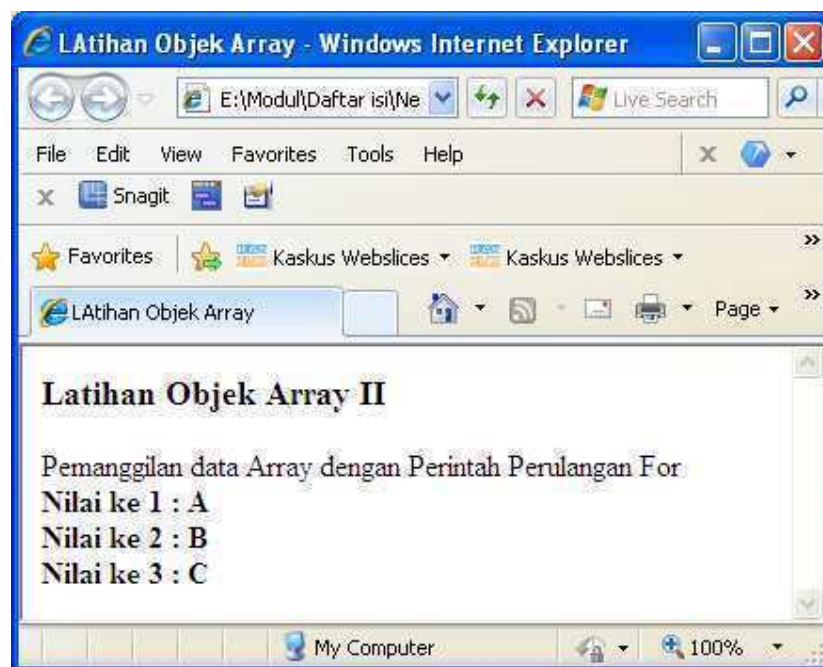 LAtihan Objek Array - Windows Internet Explorer
E:\Modul\Daftar isi\Ne
Live Search
File Edit View Favorites Tools Help
Snagit
Favorites Kaskus Webslices Kaskus Webslices
LAtihan Objek Array Page
Latihan Objek Array II
Pemanggilan data Array dengan Perintah Perulangan For
Nilai ke 1 : A
Nilai ke 2 : B
Nilai ke 3 : C
My Computer 100%